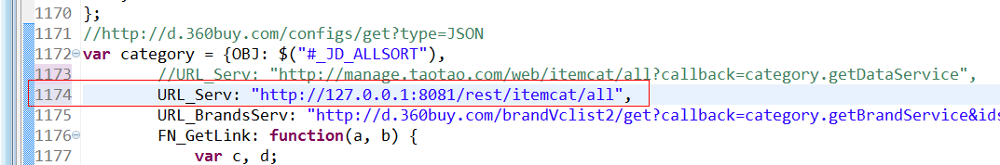 1170 };
1171 //http://d.360buy.com/configs/get?type=JSON
1172 var category = {OBJ: $("#_JD_ALLSORT"),
1173 //URL_Serv: "http://manage.taotao.com/web/itemcat/all?callback=category.getDataService",
1174 URL_Serv: "http://127.0.0.1:8081/rest/itemcat/all",
1175 URL_BrandsServ: "http://d.360buy.com/brandVclist2/get?callback=category.getBrandService&ids
1176 FN_GetLink: function(a, b) {
1177 var c, d;